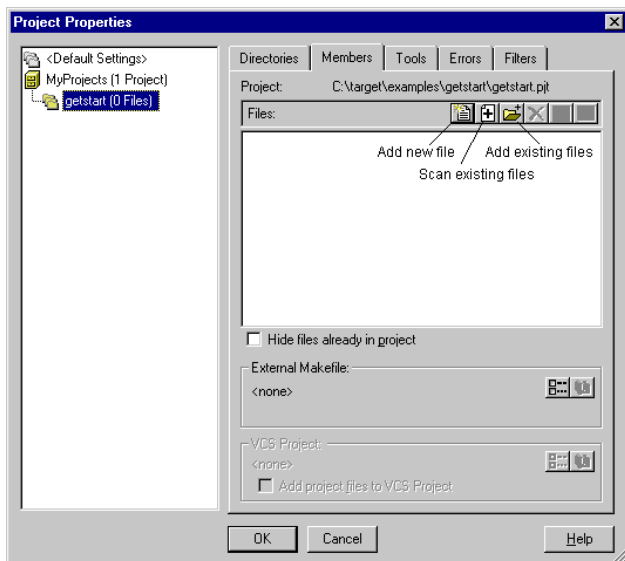 Project Properties
<Default Settings>
MyProjects (1 Project)
getstart (0 Files)
Directories
Members
Tools
Errors
Filters
Project: C:\target\examples\getstart\getstart.pjt
Files:
Add new file
Add existing files
Scan existing files
Hide files already in project
External Makefile:
<none>
VCS Project:
<none>
Add project files to VCS Project
OK
Cancel
Help